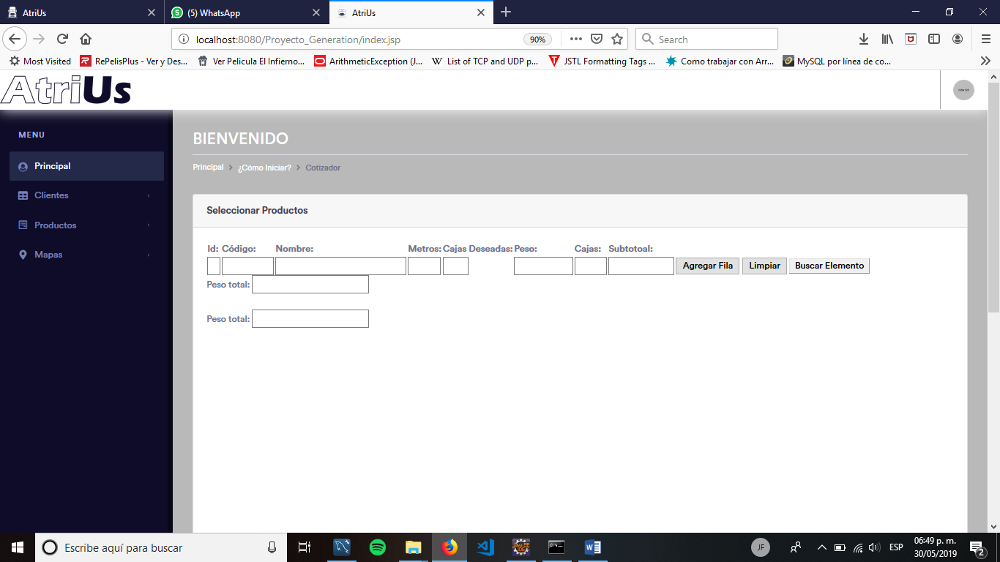 AtriUs
5
(5) WhatsApp
AtriUs
localhost:8080/Proyecto_Generation/index.jsp
90%
Search
Most Visited
RePelisPlus - Ver y Des...
Ver Pelicula El Infierno...
ArithmeticException (J...
List of TCP and UDP p...
JSTL Formatting Tags ...
Como trabajar con Arr...
MySQL por línea de co...
AtriUs
MENU
Principal
Clientes
Productos
Mapas
BIENVENIDO
Principal > ¿Cómo Iniciar? > Cotizador
Seleccionar Productos
Id: Código: Nombre: Metros: Cajas Deseadas: Peso: Cajas: Subtotoal:
Agregar Fila Limpiar Buscar Elemento
Peso total:
Peso total:
Escribe aquí para buscar
JF
ESP
06:49 p. m.
30/05/2019
2